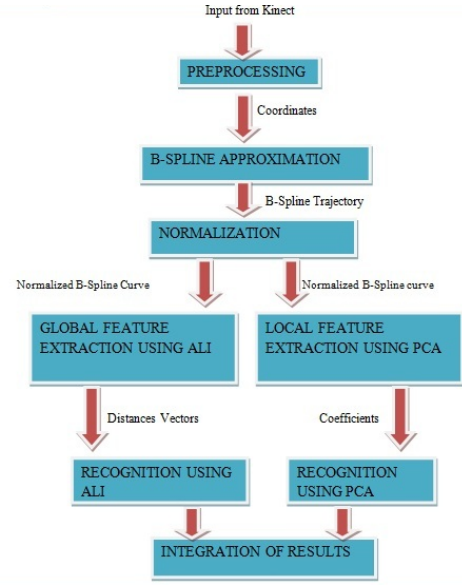 Input from Kinect
PREPROCESSING
Coordinates
B-SPLINE APPROXIMATION
B-Spline Trajectory
NORMALIZATION
Normalized B-Spline Curve
Normalized B-Spline curve
GLOBAL FEATURE
EXTRACTION USING ALI
LOCAL FEATURE
EXTRACTION USING PCA
Distances Vectors
Coefficients
RECOGNITION USING
ALI
RECOGNITION
USING PCA
INTEGRATION OF RESULTS